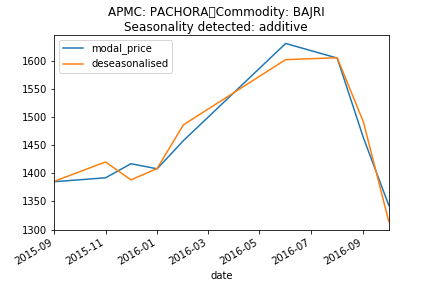 APMC: PACHORA Commodity: BAJRI
Seasonality detected: additive
modal_price
deseasonalised
1600
1550
1500
1450
1400
1350
1300
2015-09
2015-11
2016-01
2016-03
2016-05
2016-07
2016-09
date